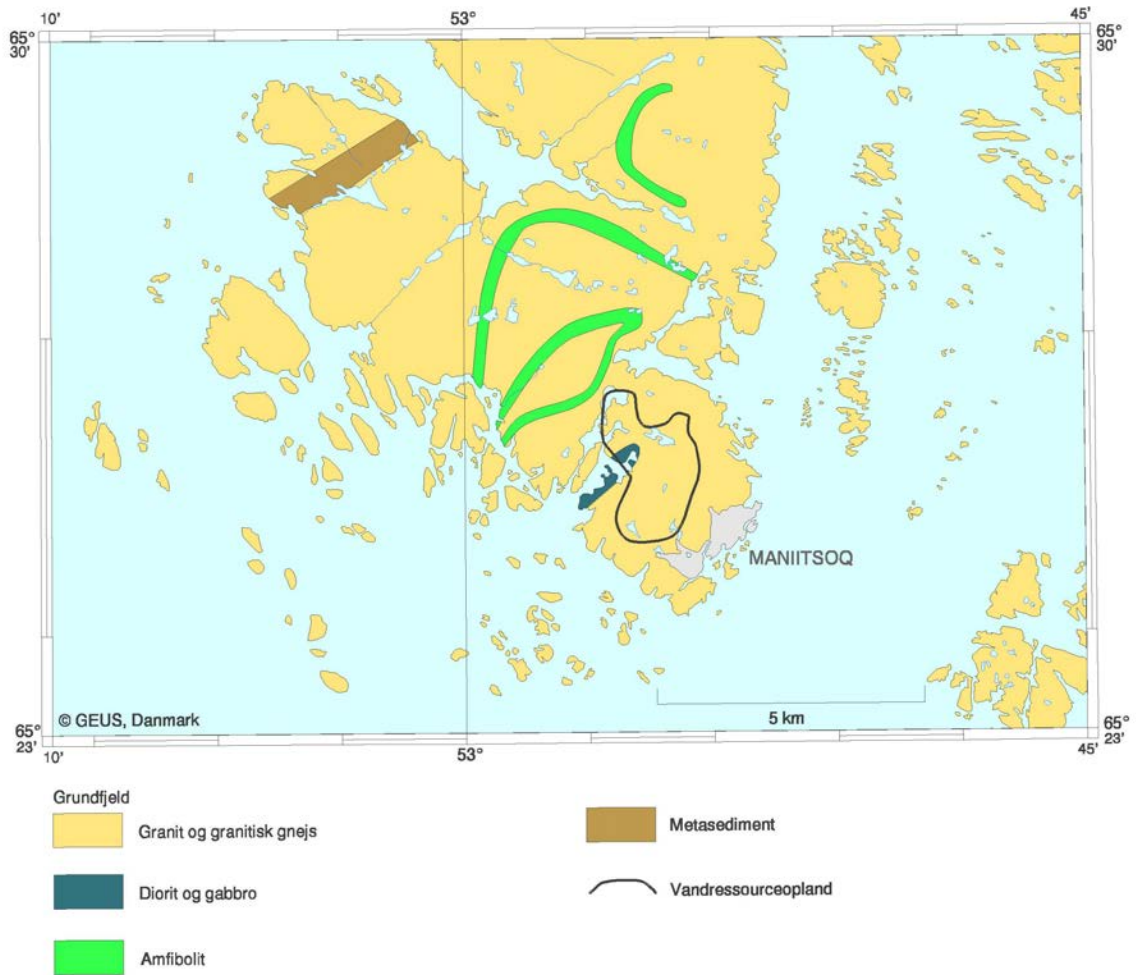 10'
53°
45'
65°
30'
65°
30'
MANIITSOQ
5 km
© GEUS, Danmark
65°
23'
65°
23'
10'
53°
45'
Grundfjeld
Granit og granitisk gnejs
Metasediment
Diorit og gabbro
Vandressourceopland
Amfibolit